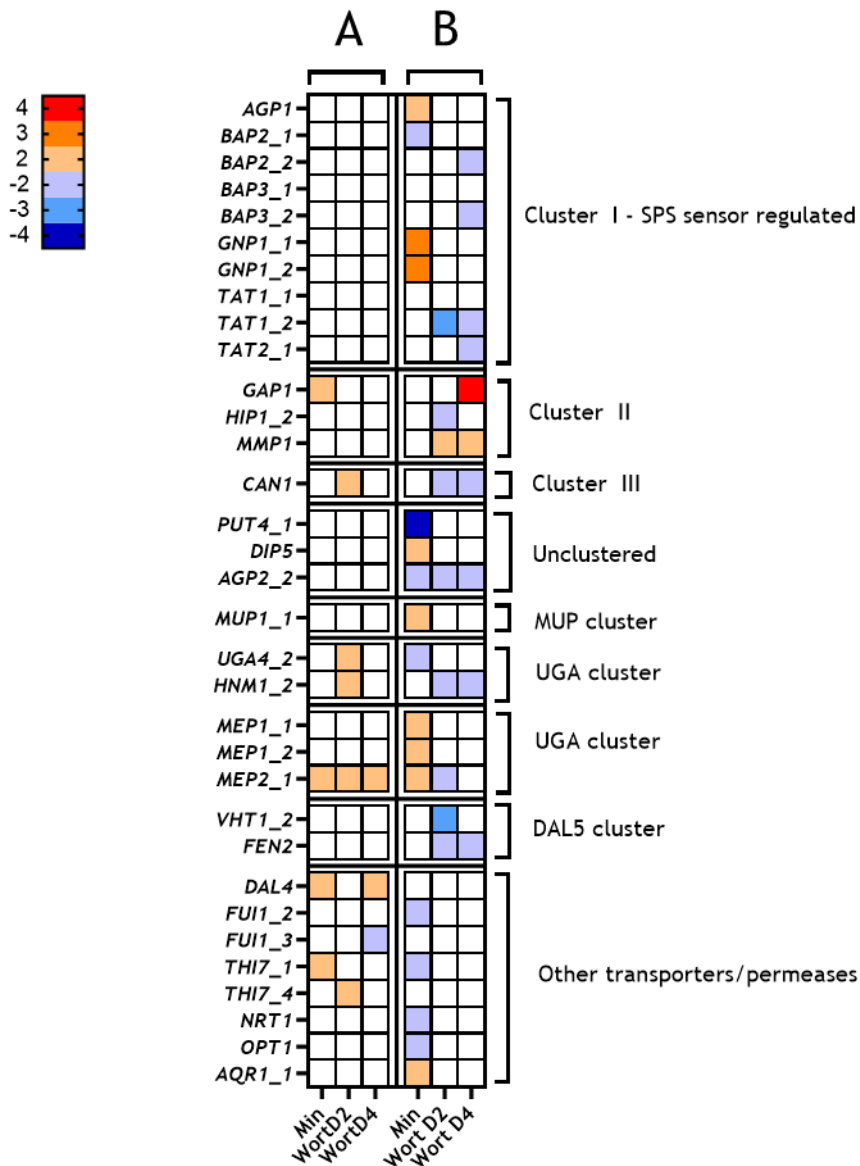 A B
4
3
2
-2
-3
-4
AGP1
BAP2_1
BAP2_2
BAP3_1
BAP3_2
GNP1_1
GNP1_2
TAT1_1
TAT1_2
TAT2_1
Cluster I - SPS sensor regulated
GAP1
HIP1_2
MMP1
Cluster II
CAN1
Cluster III
PUT4_1
DIP5
AGP2_2
Unclustered
MUP1_1
MUP cluster
UGA4_2
HNM1_2
UGA cluster
MEP1_1
MEP1_2
MEP2_1
UGA cluster
VHT1_2
FEN2
DAL5 cluster
DAL4
FUI1_2
FUI1_3
THI7_1
THI7_4
NRT1
OPT1
AQR1_1
Other transporters/permeases
Min
WortD2
WortD4
Min
Wort D2
Wort D4